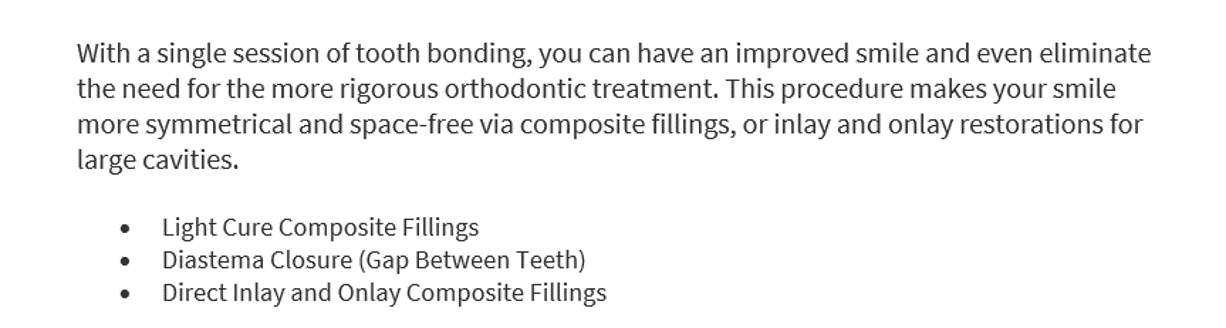 With a single session of tooth bonding, you can have an improved smile and even eliminate
the need for the more rigorous orthodontic treatment. This procedure makes your smile
more symmetrical and space-free via composite fillings, or inlay and onlay restorations for
large cavities.
• Light Cure Composite Fillings
• Diastema Closure (Gap Between Teeth)
• Direct Inlay and Onlay Composite Fillings